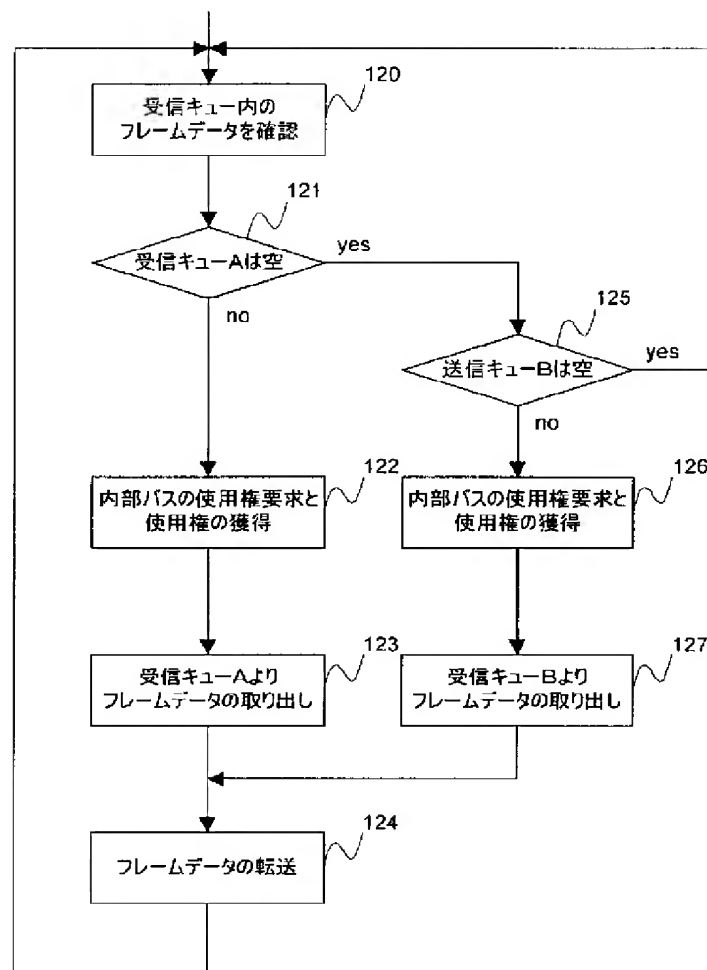 120
受信キュー内の
フレームデータを確認
121
受信キューAは空
yes
no
125
送信キューBは空
yes
no
122
内部バスの使用権要求と
使用権の獲得
126
内部バスの使用権要求と
使用権の獲得
123
受信キューAより
フレームデータの取り出し
127
受信キューBより
フレームデータの取り出し
124
フレームデータの転送